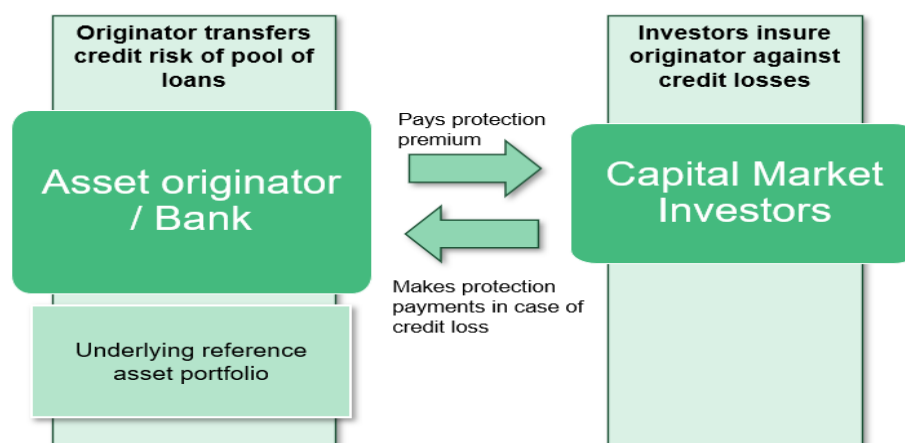 Originator transfers
credit risk of pool of
loans
Investors insure
originator against
credit losses
Asset originator
/ Bank
Pays protection
premium
Capital Market
Investors
Makes protection
payments in case of
credit loss
Underlying reference
asset portfolio